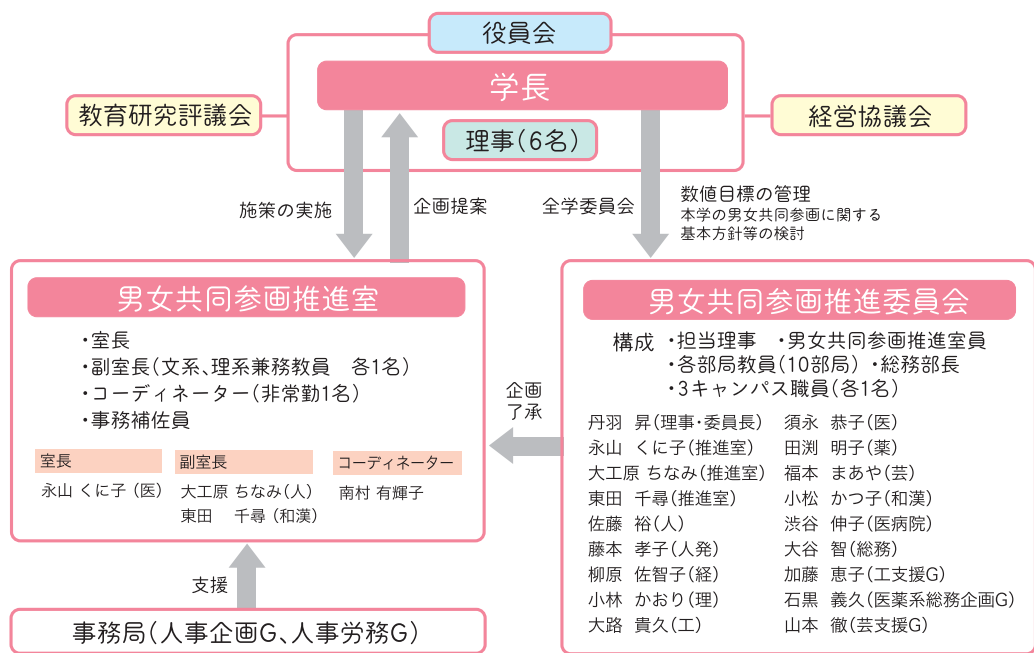 役員会
学長
教育研究評議会
理事(6名)
経営協議会
施策の実施
企画提案
全学委員会
数値目標の管理
本学の男女共同参画に関する
基本方針等の検討
男女共同参画推進室
・室長
・副室長(文系、理系兼務教員 各1名)
・コーディネーター(非常勤1名)
・事務補佐員
室長
永山 くに子 (医)
副室長
大工原 ちなみ(人)
東田 千尋 (和漢)
コーディネーター
南村 有輝子
企画
了承
男女共同参画推進委員会
構成 ・担当理事 ・男女共同参画推進室員
・各部局教員(10部局) ・総務部長
・3キャンパス職員(各1名)
丹羽 昇(理事・委員長)
永山 くに子(推進室)
大工原 ちなみ(推進室)
東田 千尋(推進室)
佐藤 裕(人)
藤本 孝子(人発)
柳原 佐智子(経)
小林 かおり(理)
大路 貴久(工)
須永 恭子(医)
田渕 明子(薬)
福本 まあや(芸)
小松 かつ子(和漢)
渋谷 伸子(医病院)
大谷 智(総務)
加藤 恵子(工支援G)
石黒 義久(医薬系総務企画G)
山本 徹(芸支援G)
支援
事務局(人事企画G、人事労務G)